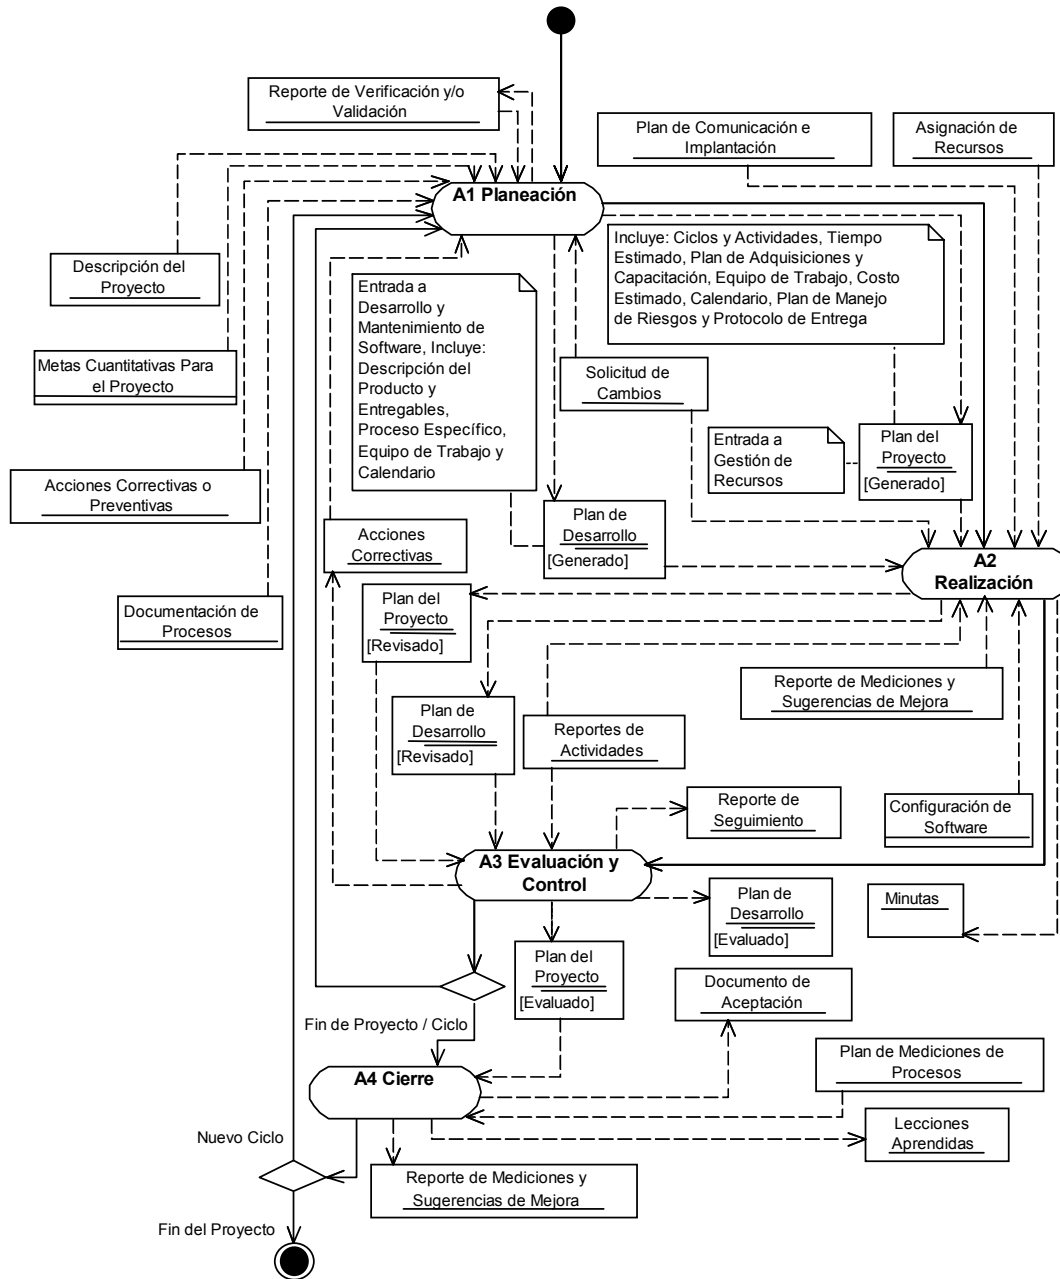 Reporte de Verificación y/o
Validación
Plan de Comunicación e
Implantación
Asignación de
Recursos
A1 Planeación
Descripción del
Proyecto
Incluye: Ciclos y Actividades, Tiempo
Estimado, Plan de Adquisiciones y
Capacitación, Equipo de Trabajo, Costo
Estimado, Calendario, Plan de Manejo
de Riesgos y Protocolo de Entrega
Entrada a
Desarrollo y
Mantenimiento de
Software, Incluye:
Descripción del
Producto y
Entregables,
Proceso Específico,
Equipo de Trabajo y
Calendario
Metas Cuantitativas Para
el Proyecto
Solicitud de
Cambios
Entrada a
Gestión de
Recursos
Plan del
Proyecto
[Generado]
Acciones Correctivas o
Preventivas
Acciones
Correctivas
Plan de
Desarrollo
[Generado]
A2
Realización
Documentación de
Procesos
Plan del
Proyecto
[Revisado]
Reporte de Mediciones y
Sugerencias de Mejora
Plan de
Desarrollo
[Revisado]
Reportes de
Actividades
Reporte de
Seguimiento
Configuración de
Software
A3 Evaluación y
Control
Plan de
Desarrollo
[Evaluado]
Minutas
Plan del
Proyecto
[Evaluado]
Documento de
Aceptación
Fin de Proyecto / Ciclo
A4 Cierre
Plan de Mediciones de
Procesos
Lecciones
Aprendidas
Nuevo Ciclo
Reporte de Mediciones y
Sugerencias de Mejora
Fin del Proyecto